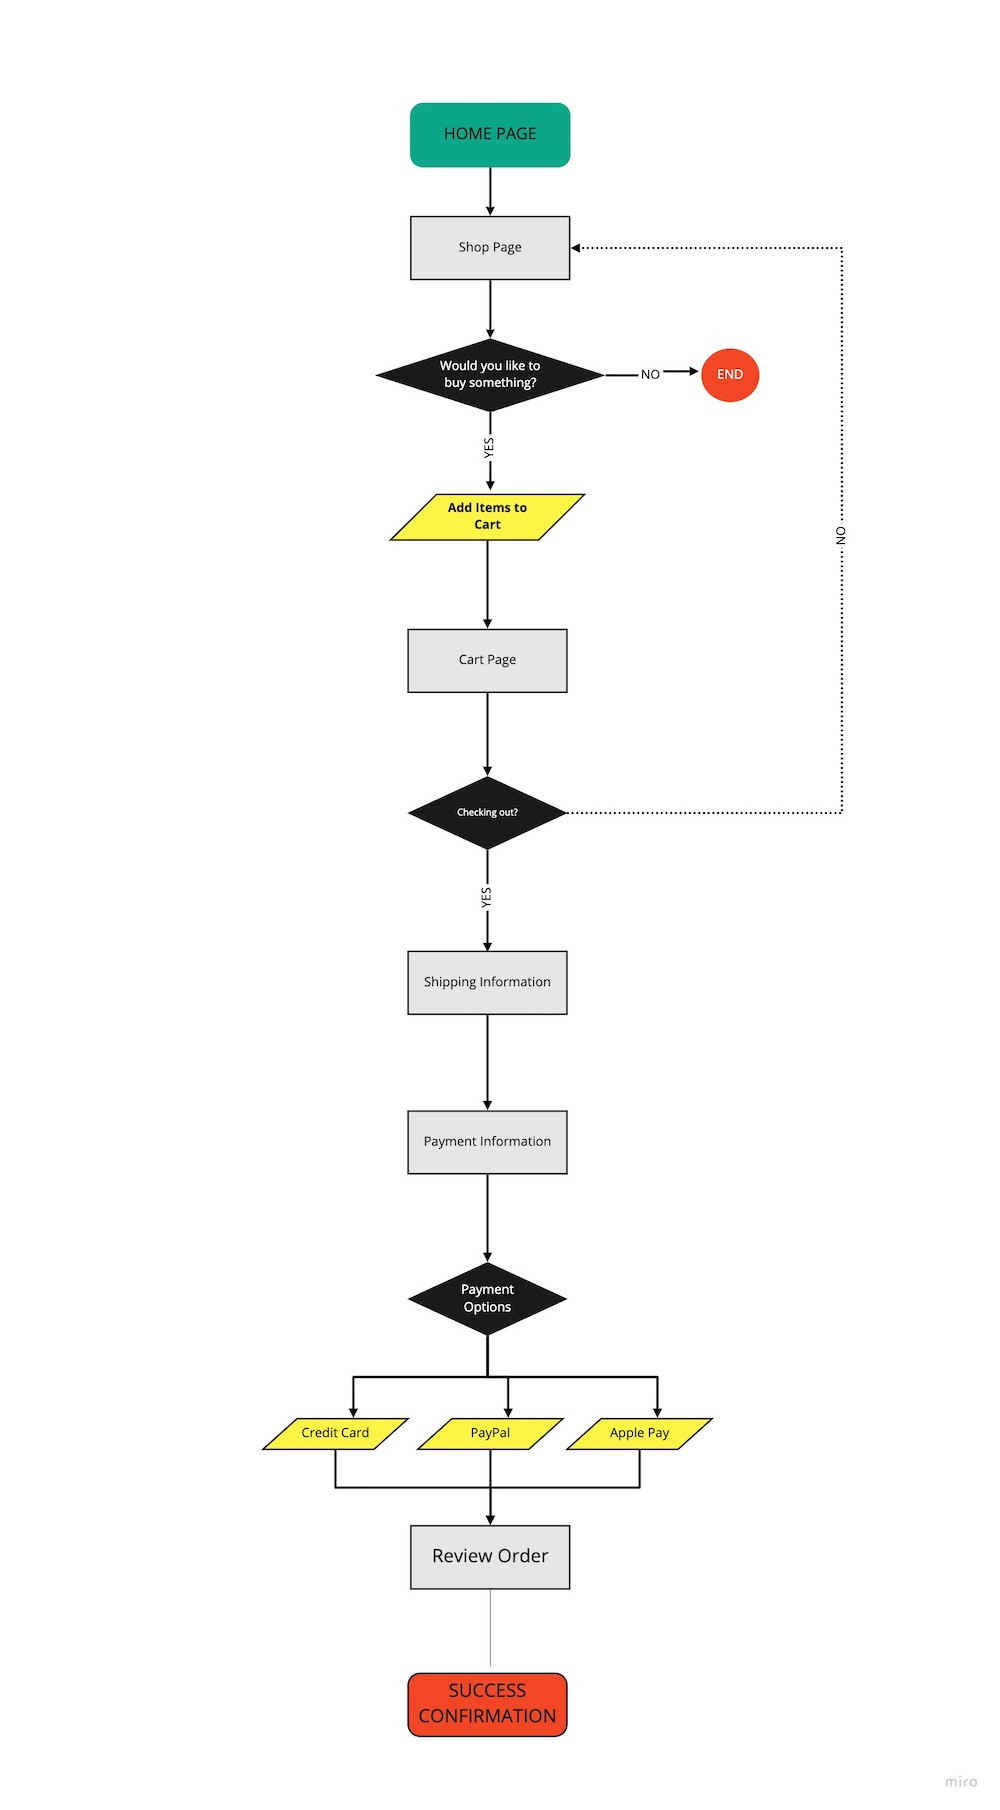 HOME PAGE
Shop Page
Would you like to
buy something?
NO
END
YES
Add Items to
Cart
NO
Cart Page
Checking out?
YES
Shipping Information
Payment Information
Payment
Options
Credit Card
PayPal
Apple Pay
Review Order
SUCCESS
CONFIRMATION
miro